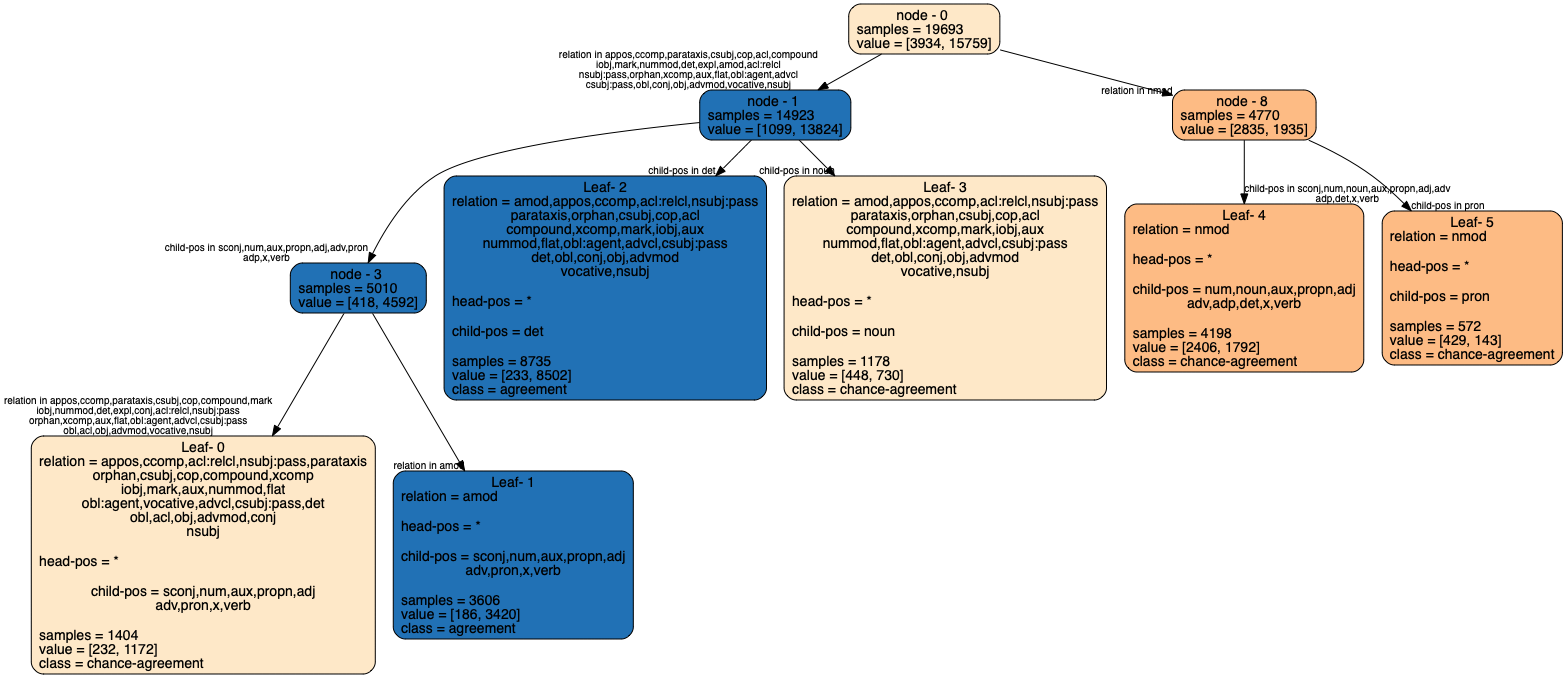 node - 0
samples = 19693
value = [3934, 15759]
relation in appos,ccomp,parataxis,csubj,cop,acl,compound
iobj,mark,nummod,det,expl,amod,acl:relcl
nsubj:pass,orphan,xcomp,aux,flat,obl:agent,advcl
csubj:pass,obl,conj,obj,advmod,vocative,nsubj
relation in nmod
node - 1
samples = 14923
value = [1099, 13824]
node - 8
samples = 4770
value = [2835, 1935]
child-pos in sconj,num,aux,propn,adj,adv,pron
adp,x,verb
child-pos in det
child-pos in noun
child-pos in sconj,num,noun,aux,propn,adj,adv
adp,det,x,verb
child-pos in pron
node - 3
samples = 5010
value = [418, 4592]
Leaf- 2
relation = amod,appos,ccomp,acl:relcl,nsubj:pass
parataxis,orphan,csubj,cop,acl
compound,xcomp,mark,iobj,aux
nummod,flat,obl:agent,advcl,csubj:pass
det,obl,conj,obj,advmod
vocative,nsubj
head-pos = *
child-pos = det
samples = 8735
value = [233, 8502]
class = agreement
Leaf- 3
relation = amod,appos,ccomp,acl:relcl,nsubj:pass
parataxis,orphan,csubj,cop,acl
compound,xcomp,mark,iobj,aux
nummod,flat,obl:agent,advcl,csubj:pass
det,obl,conj,obj,advmod
vocative,nsubj
head-pos = *
child-pos = noun
samples = 1178
value = [448, 730]
class = chance-agreement
Leaf- 4
relation = nmod
head-pos = *
child-pos = num,noun,aux,propn,adj
adv,adp,det,x,verb
samples = 4198
value = [2406, 1792]
class = chance-agreement
Leaf- 5
relation = nmod
head-pos = *
child-pos = pron
samples = 572
value = [429, 143]
class = chance-agreement
relation in appos,ccomp,parataxis,csubj,cop,compound,mark
iobj,nummod,det,expl,conj,acl:relcl,nsubj:pass
orphan,xcomp,aux,flat,obl:agent,advcl,csubj:pass
obl,acl,obj,advmod,vocative,nsubj
relation in amod
Leaf- 0
relation = appos,ccomp,acl:relcl,nsubj:pass,parataxis
orphan,csubj,cop,compound,xcomp
iobj,mark,aux,nummod,flat
obl:agent,vocative,advcl,csubj:pass,det
obl,acl,obj,advmod,conj
nsubj
head-pos = *
child-pos = sconj,num,aux,propn,adj
adv,pron,x,verb
samples = 1404
value = [232, 1172]
class = chance-agreement
Leaf- 1
relation = amod
head-pos = *
child-pos = sconj,num,aux,propn,adj
adv,pron,x,verb
samples = 3606
value = [186, 3420]
class = agreement